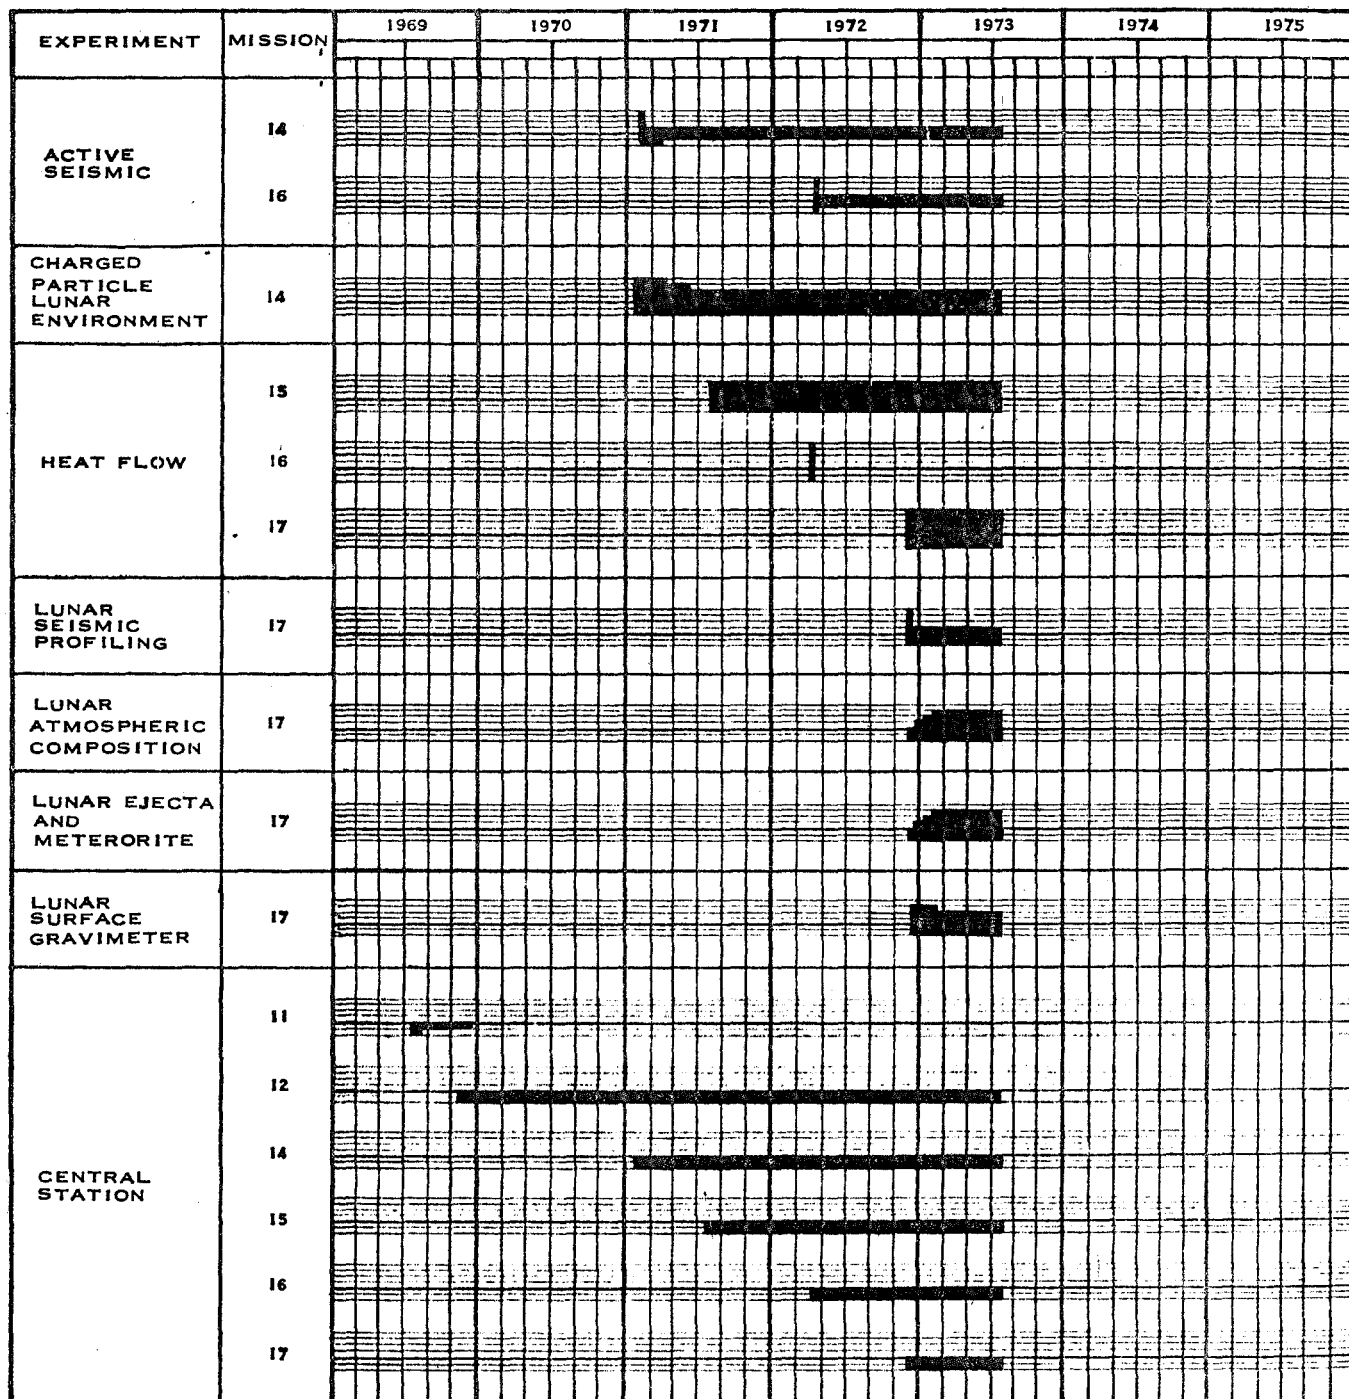 EXPERIMENT MISSION 1969 1970 1971 1972 1973 1974 1975
ACTIVE
SEISMIC
14
16
CHARGED
PARTICLE
LUNAR
ENVIRONMENT
14
HEAT FLOW
15
16
17
LUNAR
SEISMIC
PROFILING
17
LUNAR
ATMOSPHERIC
COMPOSITION
17
LUNAR EJECTA
AND
METERORITE
17
LUNAR
SURFACE
GRAVIMETER
17
CENTRAL
STATION
11
12
14
15
16
17